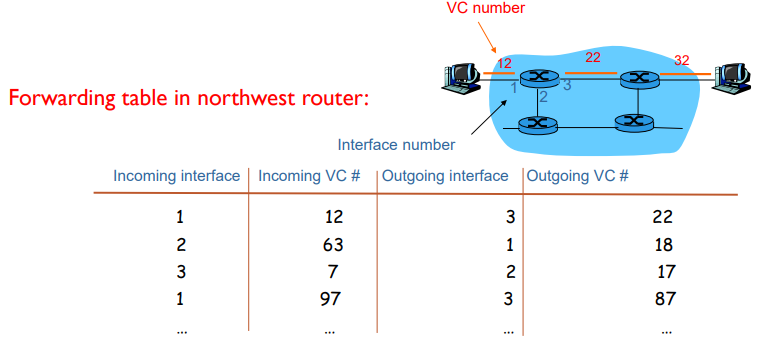 VC number
12
22
32
1
3
2
Forwarding table in northwest router:
Interface number
Incoming interface Incoming VC # Outgoing interface Outgoing VC #
1 12 3 22
2 63 1 18
3 7 2 17
1 97 3 87
... ... ... ...